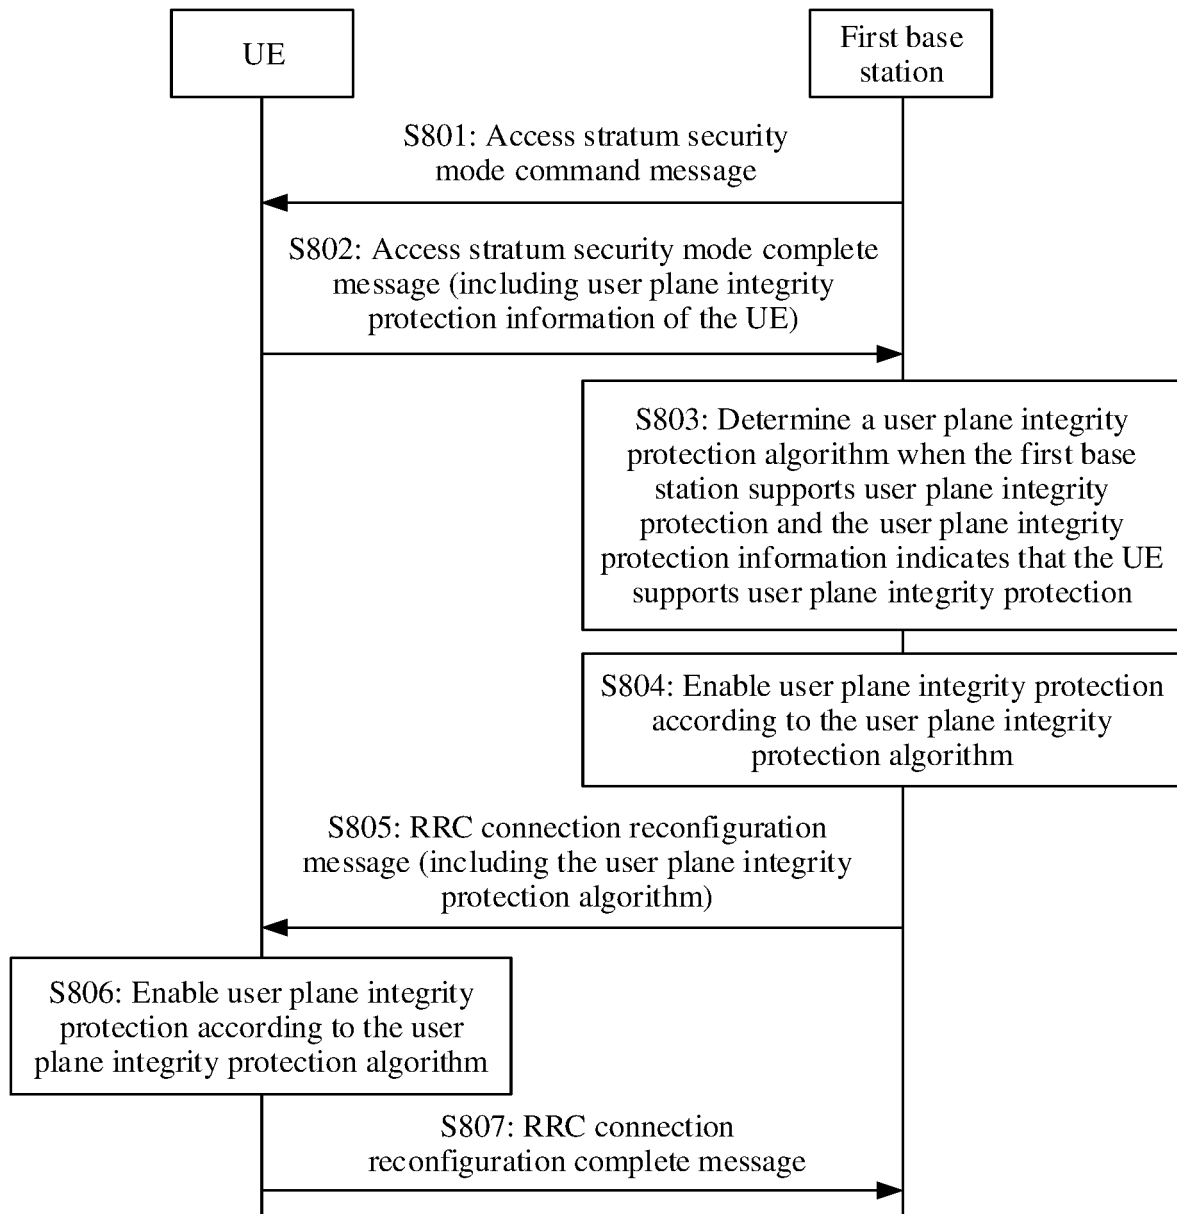 UE
First base
station
S801: Access stratum security
mode command message
S802: Access stratum security mode complete
message (including user plane integrity
protection information of the UE)
S803: Determine a user plane integrity
protection algorithm when the first base
station supports user plane integrity
protection and the user plane integrity
protection information indicates that the UE
supports user plane integrity protection
S804: Enable user plane integrity protection
according to the user plane integrity
protection algorithm
S805: RRC connection reconfiguration
message (including the user plane integrity
protection algorithm)
S806: Enable user plane integrity
protection according to the user
plane integrity protection algorithm
S807: RRC connection
reconfiguration complete message